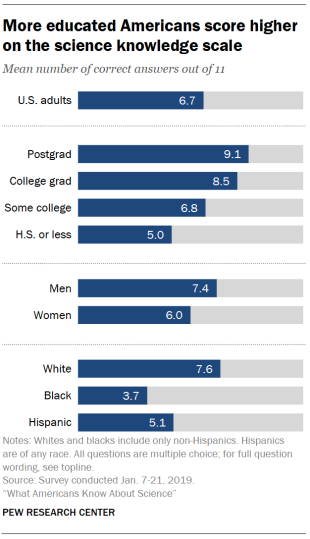 More educated Americans score higher
on the science knowledge scale
Mean number of correct answers out of 11
U.S. adults 6.7
Postgrad 9.1
College grad 8.5
Some college 6.8
H.S. or less 5.0
Men 7.4
Women 6.0
White 7.6
Black 3.7
Hispanic 5.1
Notes: Whites and blacks include only non-Hispanics. Hispanics
are of any race. All questions are multiple choice; for full question
wording, see topline.
Source: Survey conducted Jan. 7-21, 2019.
"What Americans Know About Science"
PEW RESEARCH CENTER